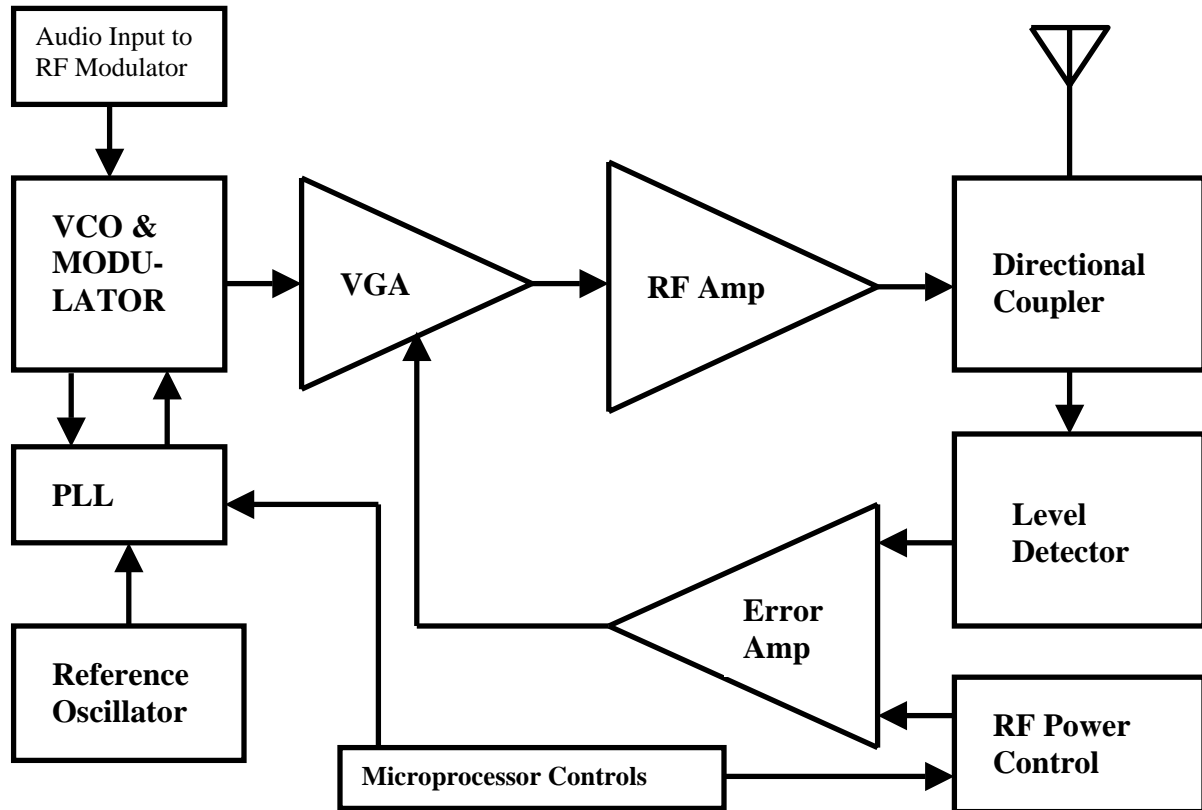 Audio Input to
RF Modulator
VCO &
MODU-
LATOR
VGA
RF Amp
Directional
Coupler
PLL
Level
Detector
Error
Amp
Reference
Oscillator
RF Power
Control
Microprocessor Controls